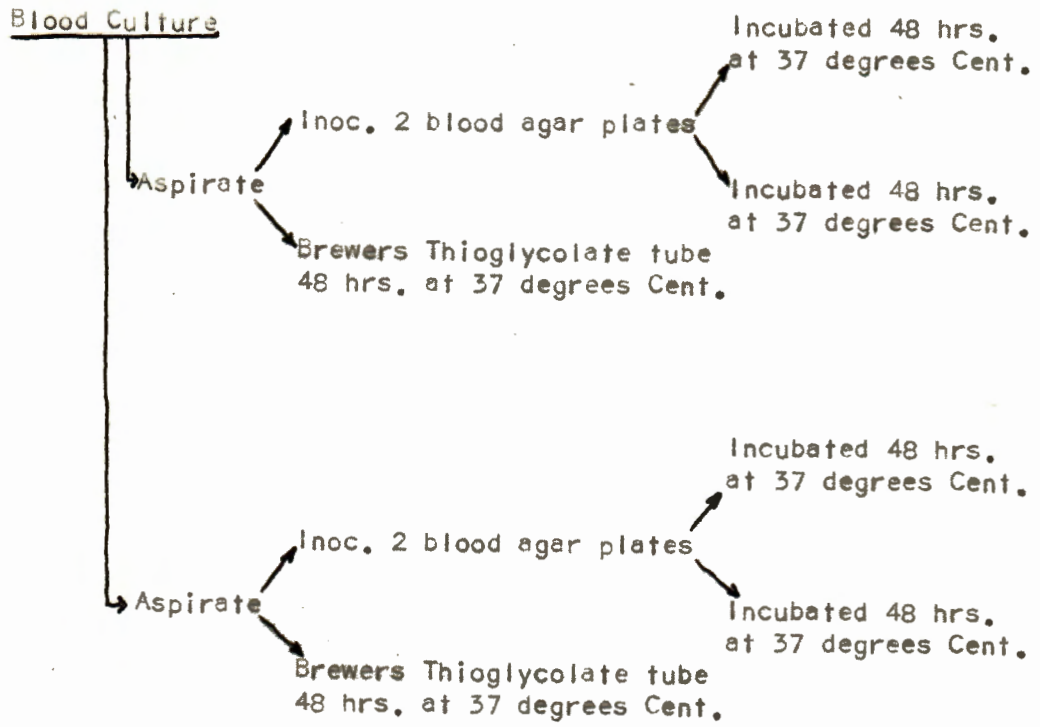 Blood Culture
Incubated 48 hrs.
at 37 degrees Cent.
Inoc. 2 blood agar plates
Aspirate
Incubated 48 hrs.
at 37 degrees Cent.
Brewers Thioglycolate tube
48 hrs. at 37 degrees Cent.
Incubated 48 hrs.
at 37 degrees Cent.
Inoc. 2 blood agar plates
Aspirate
Incubated 48 hrs.
at 37 degrees Cent.
Brewers Thioglycolate tube
48 hrs. at 37 degrees Cent.